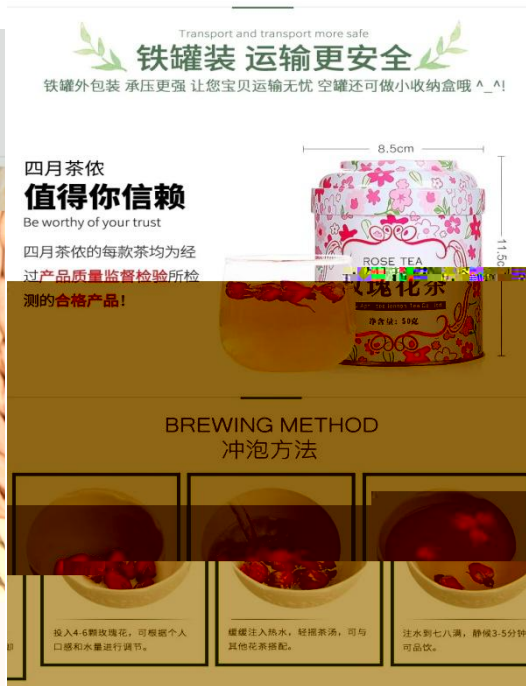 Transport and transport more safe
铁罐装 运输更安全
铁罐外包装 承压更强 让您宝贝运输无忧 空罐还可做小收纳盒哦 ^_^!
8.5cm
四月茶侬
值得你信赖
Be worthy of your trust
四月茶侬的每款茶均为经
过产品质量监督检验所检
测的合格产品!
11.5c
ROSE TEA
玫瑰花茶
净含量: 50克
BREWING METHOD
冲泡方法
投入4-6颗玫瑰花，可根据个人
口感和水量进行调节。
缓缓注入热水，轻摇茶汤，可与
其他花茶搭配。
注水到七八满，静候3-5分钟
可品饮。